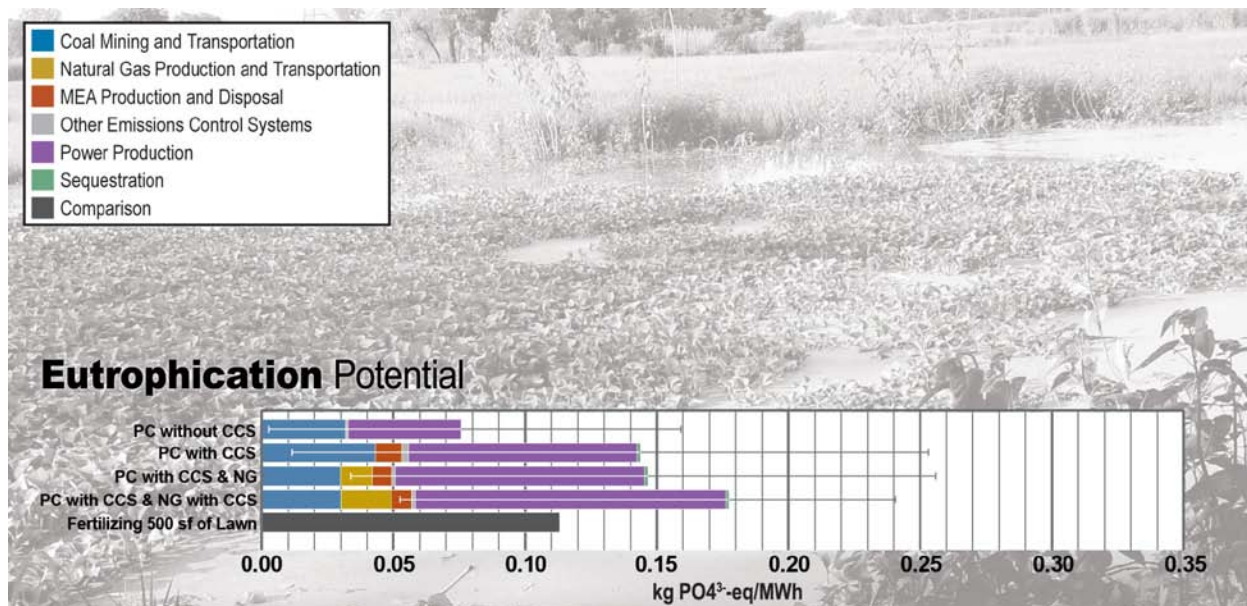 Coal Mining and Transportation
Natural Gas Production and Transportation
MEA Production and Disposal
Other Emissions Control Systems
Power Production
Sequestration
Comparison
Eutrophication Potential
PC without CCS
PC with CCS
PC with CCS & NG
PC with CCS & NG with CCS
Fertilizing 500 sf of Lawn
0.00 0.05 0.10 0.15 0.20 0.25 0.30 0.35
kg PO4³⁻-eq/MWh